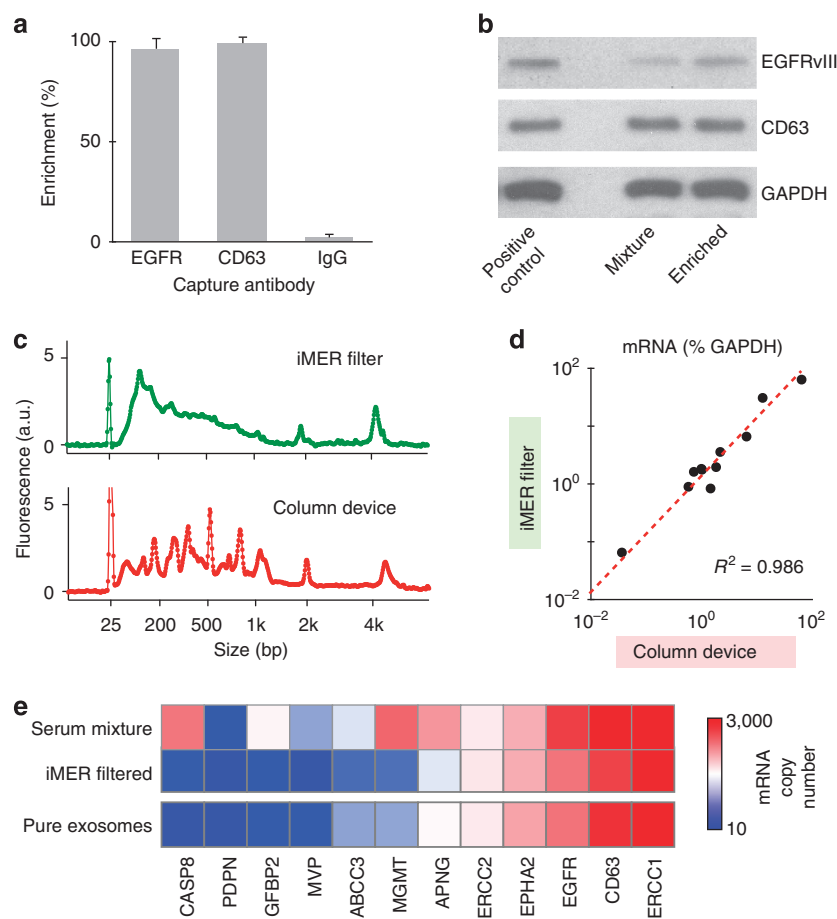 a
100
50
0
Enrichment (%)
EGFR
CD63
IgG
Capture antibody
b
EGFRvIII
CD63
GAPDH
Positive
control
Mixture
Enriched
c
5
0
iMER filter
5
0
Column device
Fluorescence (a.u.)
25
200
500
1k
2k
4k
Size (bp)
d
mRNA (% GAPDH)
10²
10⁰
10⁻²
iMER filter
R² = 0.986
10⁻²
10⁰
10²
Column device
e
Serum mixture
iMER filtered
Pure exosomes
CASP8
PDPN
GFBP2
MVP
ABCC3
MGMT
APNG
ERCC2
EPHA2
EGFR
CD63
ERCC1
3,000
10
mRNA
copy
number